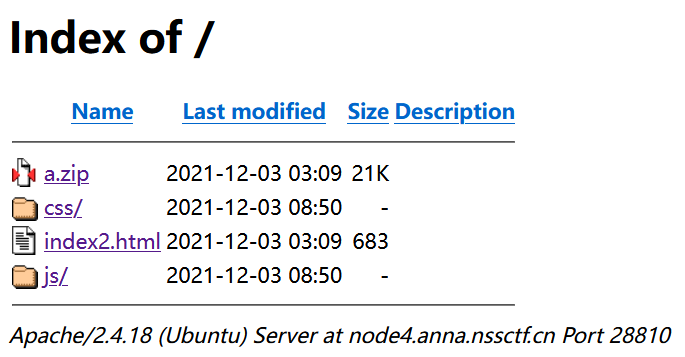 Index of /
Name Last modified Size Description
a.zip 2021-12-03 03:09 21K
css/ 2021-12-03 08:50 -
index2.html 2021-12-03 03:09 683
js/ 2021-12-03 08:50 -
Apache/2.4.18 (Ubuntu) Server at node4.anna.nssctf.cn Port 28810